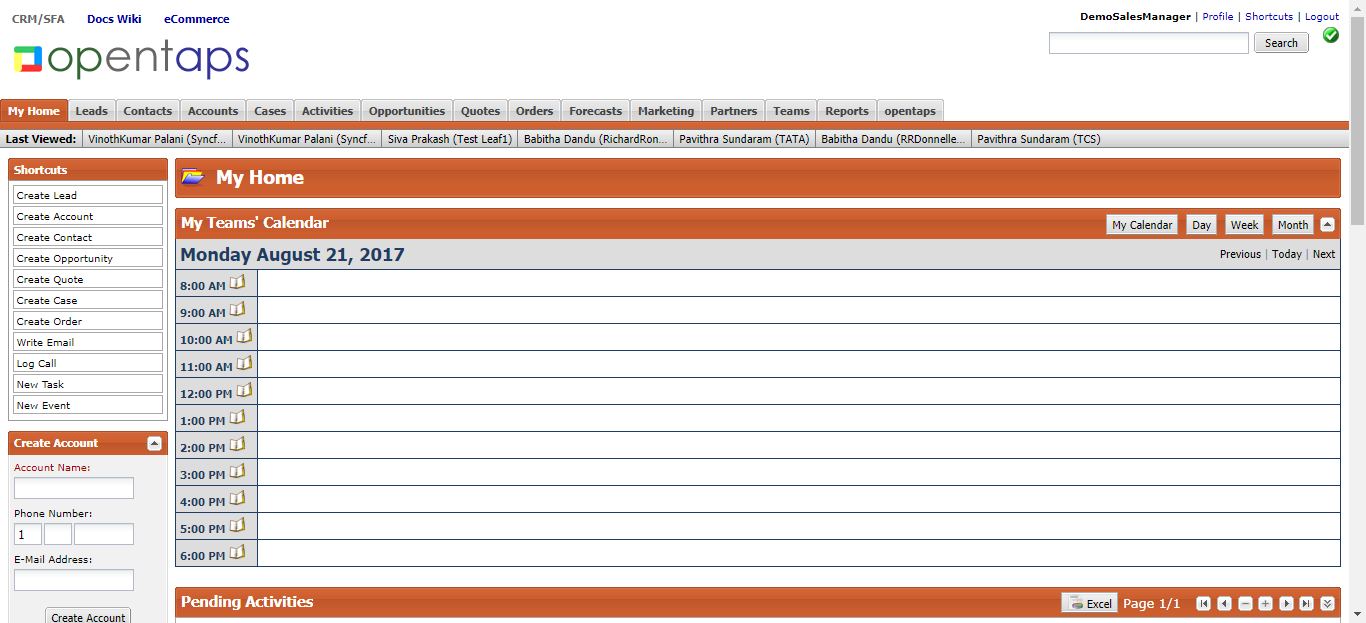 CRM/SFA Docs Wiki eCommerce
DemoSalesManager | Profile | Shortcuts | Logout
opentaps
Search
My Home Leads Contacts Accounts Cases Activities Opportunities Quotes Orders Forecasts Marketing Partners Teams Reports opentaps
Last Viewed: VinothKumar Palani (Syncf... VinothKumar Palani (Syncf... Siva Prakash (Test Leaf1) Babitha Dandu (RichardRon... Pavithra Sundaram (TATA) Babitha Dandu (RRDonnelle... Pavithra Sundaram (TCS)
Shortcuts
Create Lead
Create Account
Create Contact
Create Opportunity
Create Quote
Create Case
Create Order
Write Email
Log Call
New Task
New Event
Create Account
Account Name:
Phone Number:
1
E-Mail Address:
Create Account
My Home
My Teams' Calendar
My Calendar Day Week Month
Monday August 21, 2017
Previous | Today | Next
8:00 AM
9:00 AM
10:00 AM
11:00 AM
12:00 PM
1:00 PM
2:00 PM
3:00 PM
4:00 PM
5:00 PM
6:00 PM
Pending Activities
Excel Page 1/1